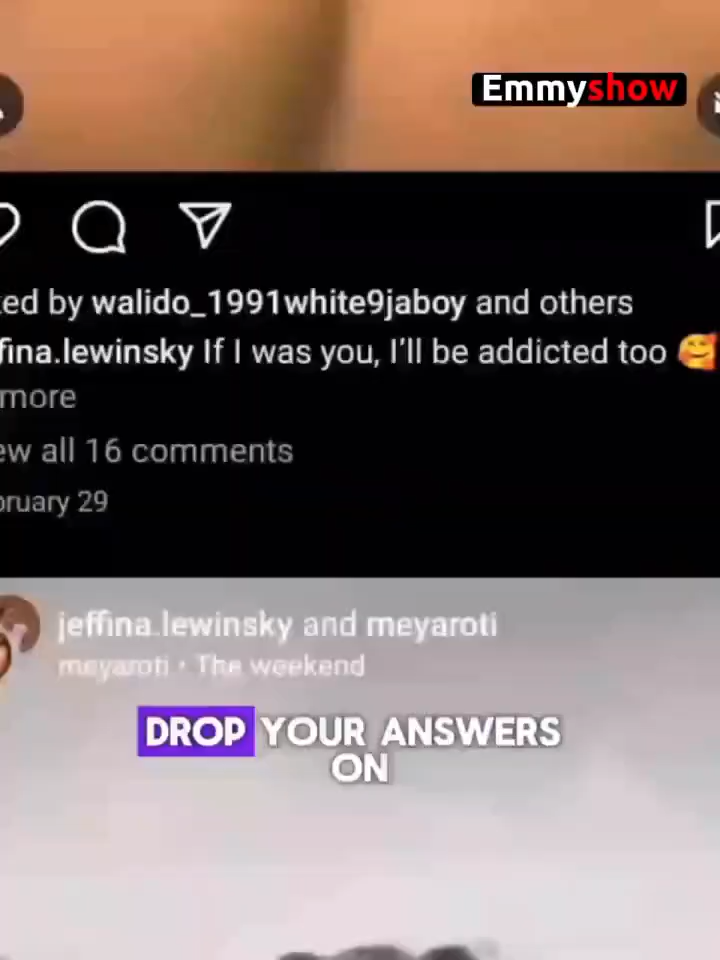 Emmyshow
ked by walido_1991white9jaboy and others
fina.lewinsky If I was you, I'll be addicted too 🥰
more
ew all 16 comments
bruary 29
jeffina.lewinsky and meyaroti
meyaroti • The weekend
DROP YOUR ANSWERS
ON